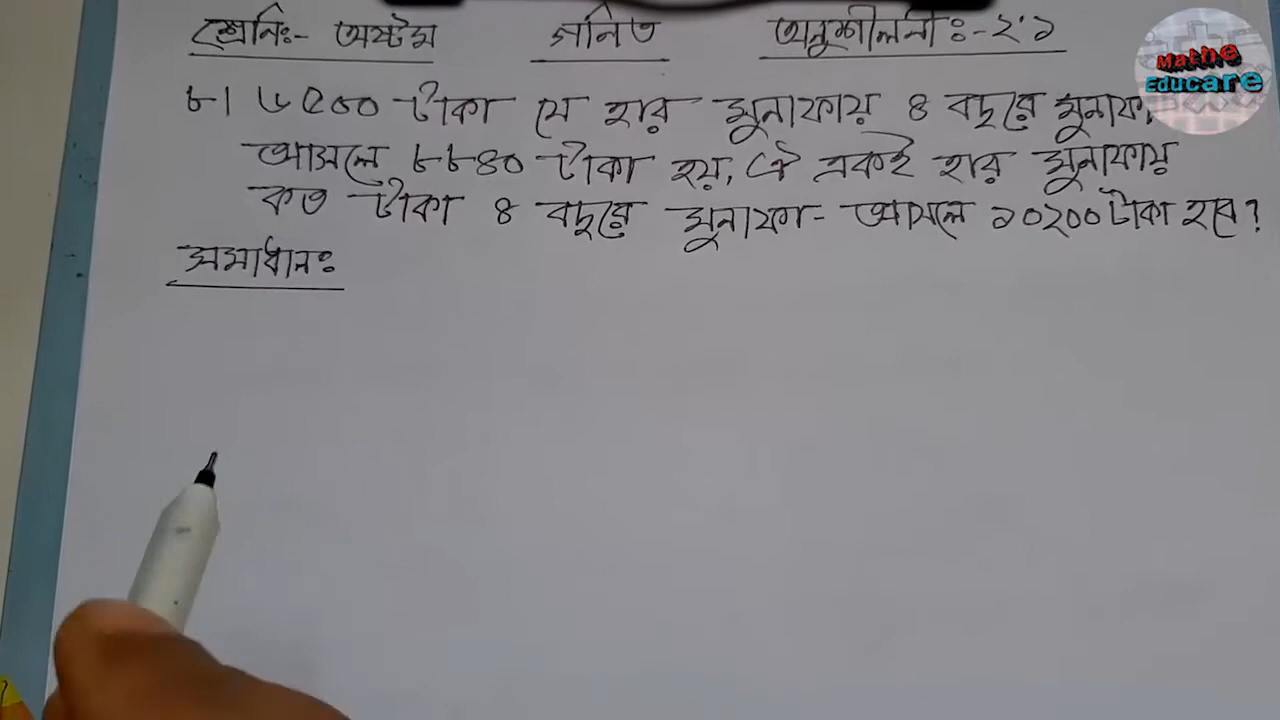 শ্রেনিঃ- অষ্টম গনিত অনুশীলনীঃ-২.১
Mathe Educare
৮। ৬৫০০ টাকা যে হার মুনাফায় ৪ বছরে মুনাফা
আসলে ৮৮৪০ টাকা হয়, ঐ একই হার মুনাফায়
কত টাকা ৪ বছরে মুনাফা- আসলে ১০২০০ টাকা হবে?
সমাধানঃ